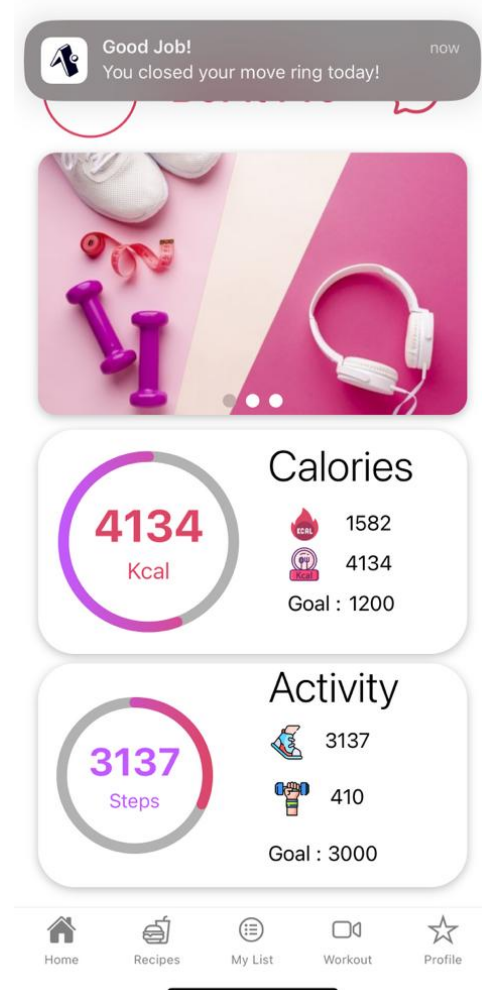 Good Job!
now
You closed your move ring today!
4134
Kcal
Calories
1582
4134
Goal : 1200
3137
Steps
Activity
3137
410
Goal : 3000
Home
Recipes
My List
Workout
Profile